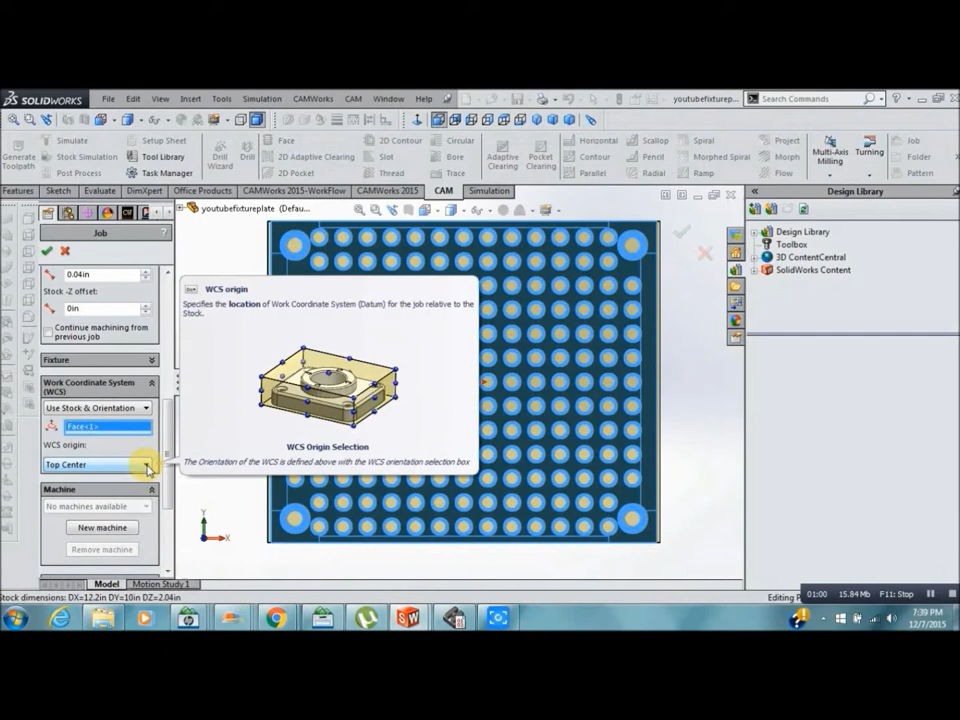 SOLIDWORKS File Edit View Insert Tools Simulation CAMWorks CAM Window Help youtubefixturep... Search Commands
Generate Toolpath
Simulate
Stock Simulation
Post Process
Setup Sheet
Tool Library
Task Manager
Drill Wizard
Drill
Face
2D Adaptive Clearing
2D Pocket
2D Contour
Slot
Thread
Circular
Bore
Engrave
Adaptive Clearing
Pocket Clearing
Horizontal
Contour
Parallel
Scallop
Pencil
Radial
Spiral
Morphed Spiral
Ramp
Project
Morph
Multi-Axis Milling
Turning
Job
Folder
Pattern
Features Sketch Evaluate DimXpert Office Products CAMWorks 2015-WorkFlow CAMWorks 2015 CAM Simulation
youtubefixtureplate (Defau...
Job
?
0.04in
Stock -Z offset:
0in
Continue machining from
previous job
Fixture
Work Coordinate System
(WCS)
Use Stock & Orientation
Face<1>
WCS origin:
Top Center
Machine
No machines available
New machine
Remove machine
WCS origin
Specifies the location of Work Coordinate System (Datum) for the job relative to the
Stock.
WCS Origin Selection
The Orientation of the WCS is defined above with the WCS orientation selection box
Y
X
Design Library
Design Library
Toolbox
3D ContentCentral
SolidWorks Content
Model Motion Study 1
Stock dimensions: DX=12.2in DY=10in DZ=2.04in
Editing P
01:00 15.84 Mb F11: Stop
7:39 PM
12/7/2015